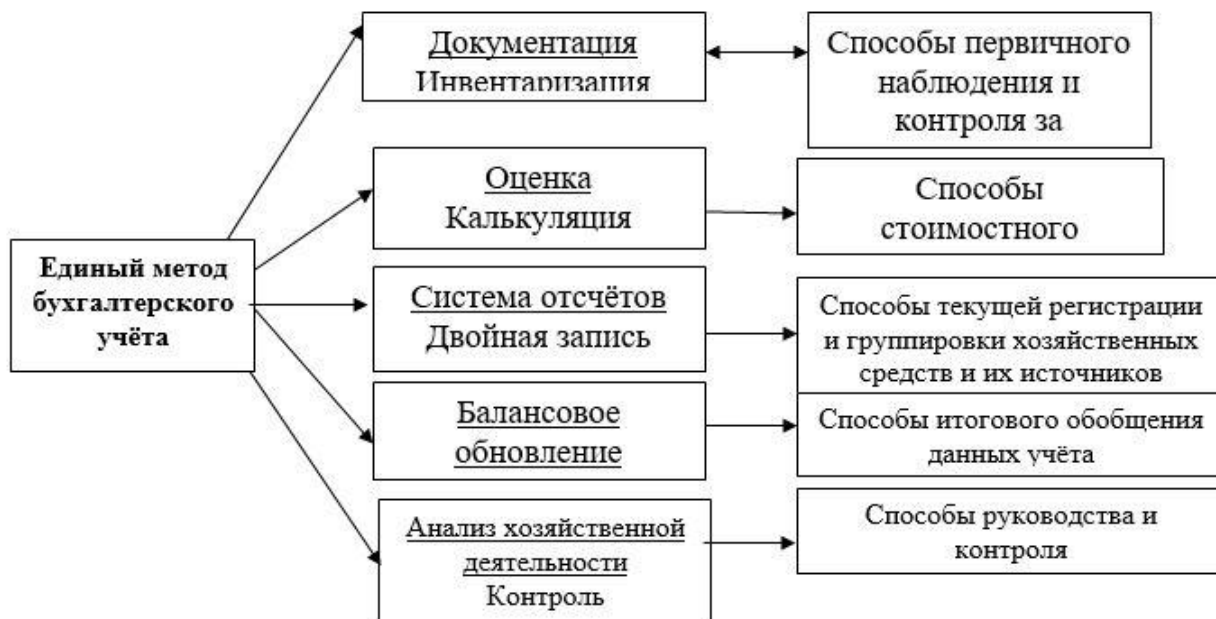 Единый метод
бухгалтерского
учёта
Документация
Инвентаризация
Способы первичного
наблюдения и
контроля за
Оценка
Калькуляция
Способы
стоимостного
Система отсчётов
Двойная запись
Способы текущей регистрации
и группировки хозяйственных
средств и их источников
Балансовое
обновление
Способы итогового обобщения
данных учёта
Анализ хозяйственной
деятельности
Контроль
Способы руководства и
контроля